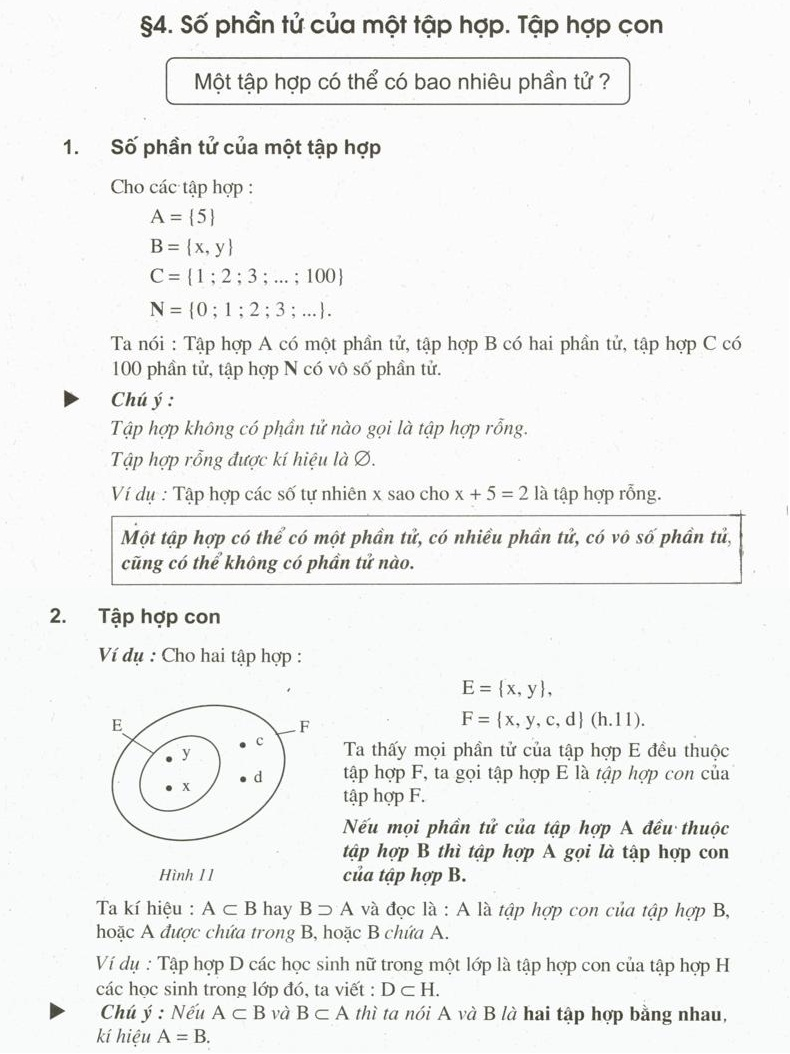 §4. Số phần tử của một tập hợp. Tập hợp con
Một tập hợp có thể có bao nhiêu phần tử ?
1. Số phần tử của một tập hợp
Cho các tập hợp :
A = {5}
B = {x, y}
C = {1 ; 2 ; 3 ; ... ; 100}
N = {0 ; 1 ; 2 ; 3 ; ...}.
Ta nói : Tập hợp A có một phần tử, tập hợp B có hai phần tử, tập hợp C có
100 phần tử, tập hợp N có vô số phần tử.
Chú ý :
Tập hợp không có phần tử nào gọi là tập hợp rỗng.
Tập hợp rỗng được kí hiệu là ∅.
Ví dụ : Tập hợp các số tự nhiên x sao cho x + 5 = 2 là tập hợp rỗng.
Một tập hợp có thể có một phần tử, có nhiều phần tử, có vô số phần tử,
cũng có thể không có phần tử nào.
2. Tập hợp con
Ví dụ : Cho hai tập hợp :
E = {x, y},
F = {x, y, c, d} (h.11).
E
F
y
c
x
d
Hình 11
Ta thấy mọi phần tử của tập hợp E đều thuộc
tập hợp F, ta gọi tập hợp E là tập hợp con của
tập hợp F.
Nếu mọi phần tử của tập hợp A đều thuộc
tập hợp B thì tập hợp A gọi là tập hợp con
của tập hợp B.
Ta kí hiệu : A ⊂ B hay B ⊃ A và đọc là : A là tập hợp con của tập hợp B,
hoặc A được chứa trong B, hoặc B chứa A.
Ví dụ : Tập hợp D các học sinh nữ trong một lớp là tập hợp con của tập hợp H
các học sinh trong lớp đó, ta viết : D ⊂ H.
Chú ý : Nếu A ⊂ B và B ⊂ A thì ta nói A và B là hai tập hợp bằng nhau,
kí hiệu A = B.